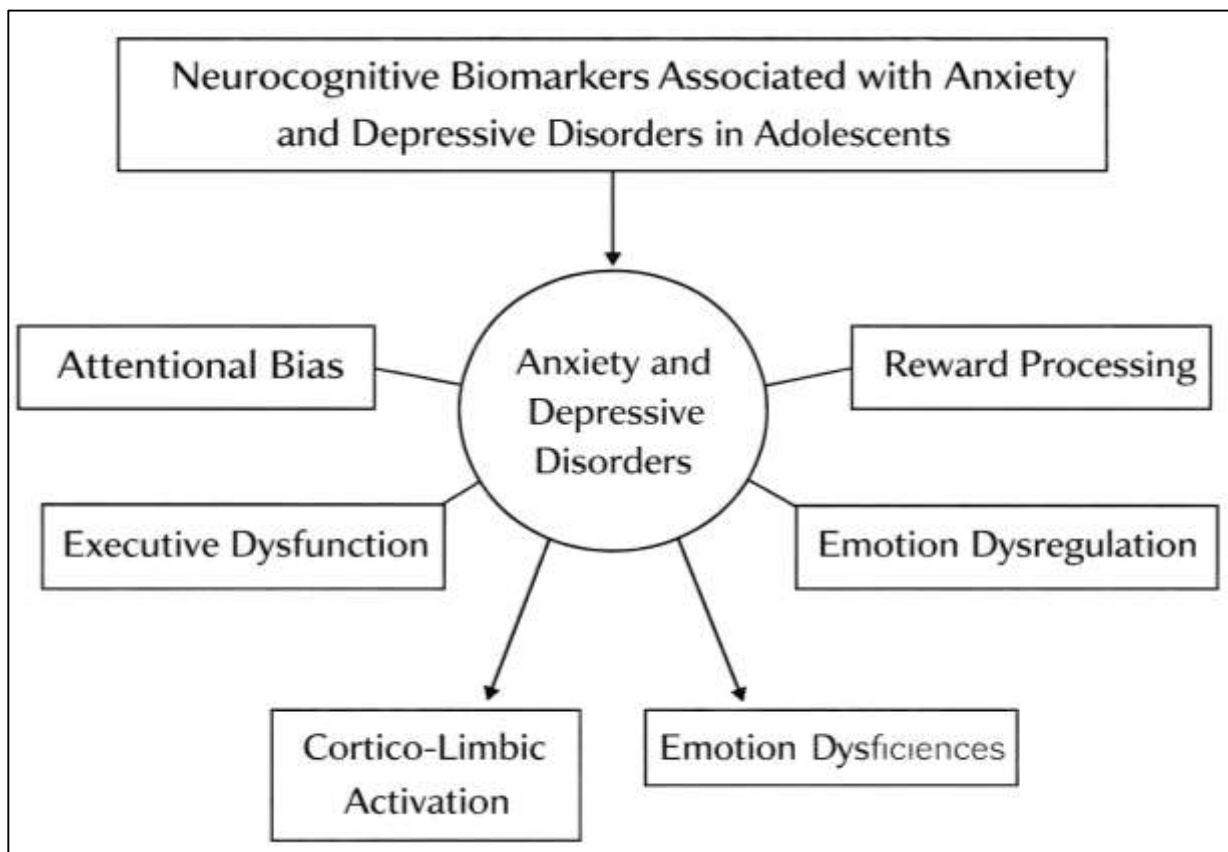 Neurocognitive Biomarkers Associated with Anxiety
and Depressive Disorders in Adolescents
Attentional Bias
Anxiety and
Depressive
Disorders
Reward Processing
Executive Dysfunction
Emotion Dysregulation
Cortico-Limbic
Activation
Emotion Dysficiences